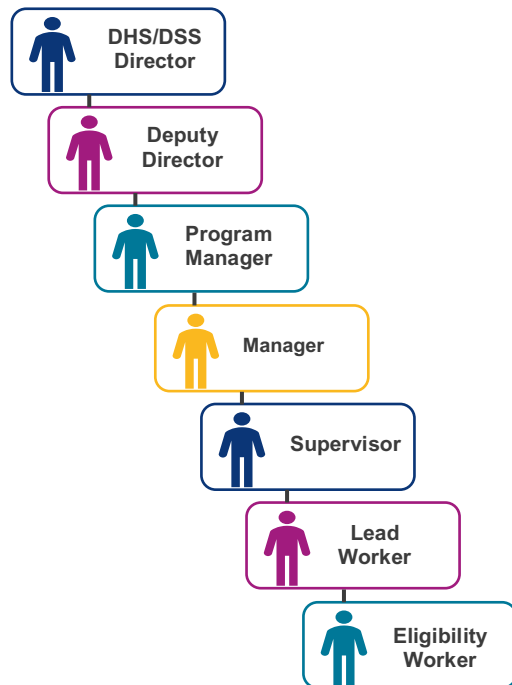 DHS/DSS
Director
Deputy
Director
Program
Manager
Manager
Supervisor
Lead
Worker
Eligibility
Worker